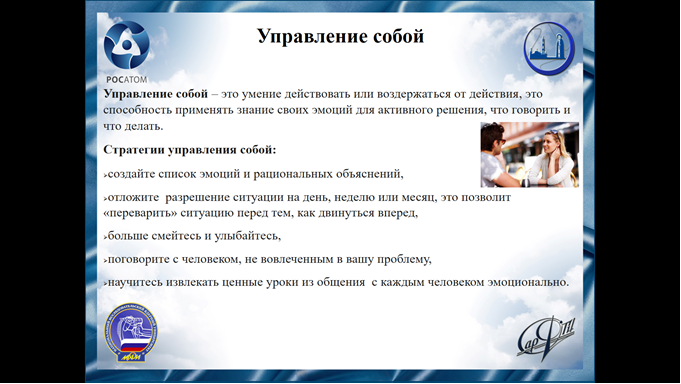 Управление собой
РОСАТОМ
Управление собой – это умение действовать или воздержаться от действия, это
способность применять знание своих эмоций для активного решения, что говорить и
что делать.
Стратегии управления собой:
создайте список эмоций и рациональных объяснений,
отложите разрешение ситуации на день, неделю или месяц, это позволит
«переварить» ситуацию перед тем, как двинуться вперед,
больше смейтесь и улыбайтесь,
поговорите с человеком, не вовлеченным в вашу проблему,
научитесь извлекать ценные уроки из общения с каждым человеком эмоционально.
СарФТИ